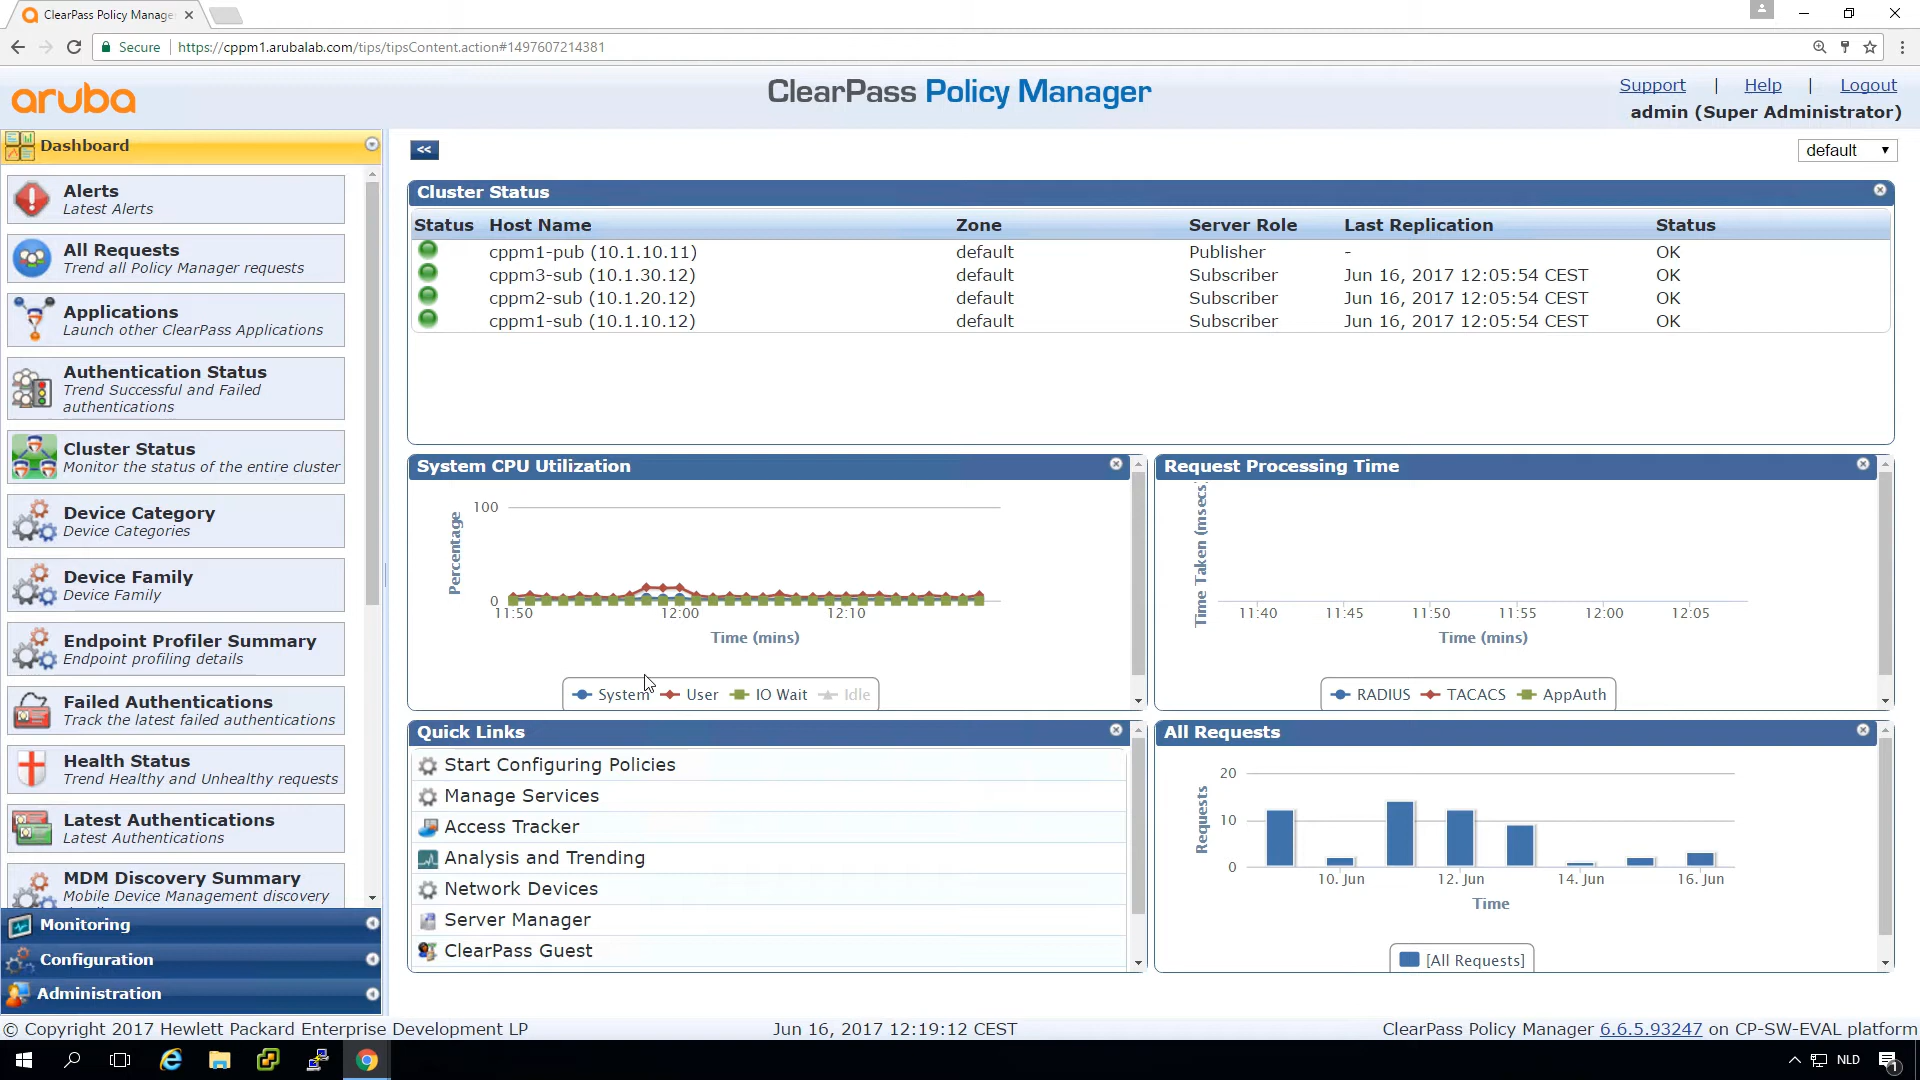 ClearPass Policy Manage
Secure | https://cppm1.arubalab.com/tips/tipsContent.action#1497607214381
aruba
ClearPass Policy Manager
Support | Help | Logout
admin (Super Administrator)
Dashboard
Alerts
Latest Alerts
All Requests
Trend all Policy Manager requests
Applications
Launch other ClearPass Applications
Authentication Status
Trend Successful and Failed
authentications
Cluster Status
Monitor the status of the entire cluster
Device Category
Device Categories
Device Family
Device Family
Endpoint Profiler Summary
Endpoint profiling details
Failed Authentications
Track the latest failed authentications
Health Status
Trend Healthy and Unhealthy requests
Latest Authentications
Latest Authentications
MDM Discovery Summary
Mobile Device Management discovery
Monitoring
Configuration
Administration
<<
default
Cluster Status
Status Host Name Zone Server Role Last Replication Status
cppm1-pub (10.1.10.11) default Publisher - OK
cppm3-sub (10.1.30.12) default Subscriber Jun 16, 2017 12:05:54 CEST OK
cppm2-sub (10.1.20.12) default Subscriber Jun 16, 2017 12:05:54 CEST OK
cppm1-sub (10.1.10.12) default Subscriber Jun 16, 2017 12:05:54 CEST OK
System CPU Utilization
Percentage
100
0
11:50 12:00 12:10
Time (mins)
System User IO Wait Idle
Request Processing Time
Time Taken (msecs)
11:40 11:45 11:50 11:55 12:00 12:05
Time (mins)
RADIUS TACACS AppAuth
Quick Links
Start Configuring Policies
Manage Services
Access Tracker
Analysis and Trending
Network Devices
Server Manager
ClearPass Guest
All Requests
Requests
20
10
0
10. Jun 12. Jun 14. Jun 16. Jun
Time
[All Requests]
© Copyright 2017 Hewlett Packard Enterprise Development LP
Jun 16, 2017 12:19:12 CEST
ClearPass Policy Manager 6.6.5.93247 on CP-SW-EVAL platform
NLD
1